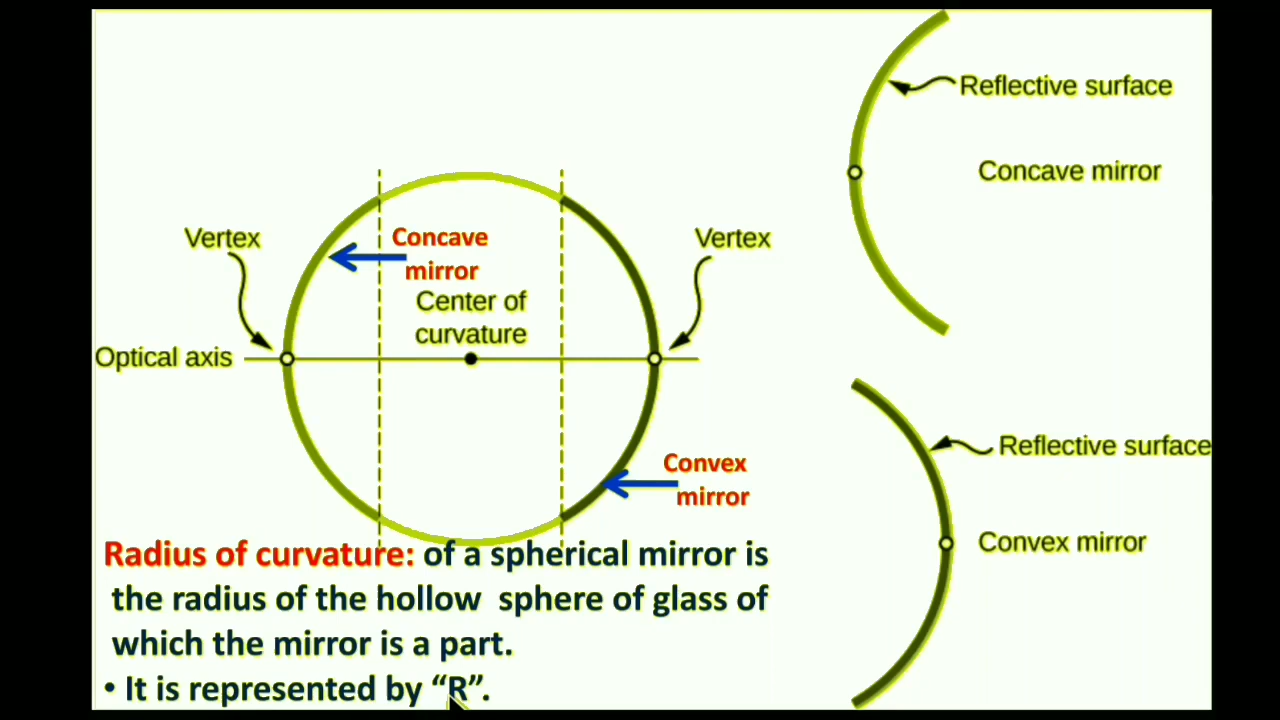 Reflective surface
Concave mirror
Vertex
Concave
mirror
Vertex
Center of
curvature
Optical axis
Convex
mirror
Reflective surface
Convex mirror
Radius of curvature: of a spherical mirror is
the radius of the hollow sphere of glass of
which the mirror is a part.
• It is represented by “R”.